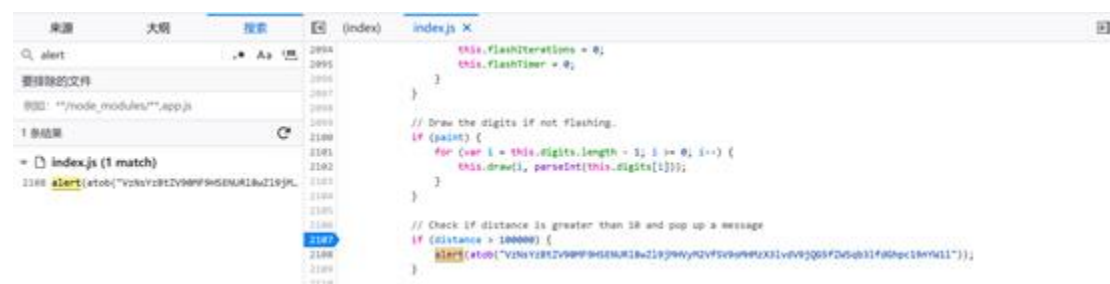 来源 大纲 搜索 (index) index.js ×
alert .* Aa
要排除的文件
例如: **/node_modules/**,app.js
1 条结果
index.js (1 match)
2108 alert(
2094 this.flashIterations = 0;
2095 this.flashTimer = 0;
2096 }
2097 }
2098
2099 // Draw the digits if not flashing.
2100 if (paint) {
2101 for (var i = this.digits.length - 1; i >= 0; i--) {
2102 this.draw(i, parseInt(this.digits[i]));
2103 }
2104 }
2105
2106 // Check if distance is greater than 10 and pop up a message
2107 if (distance > 100000) {
2108 alert(atob(
2109 }
2110